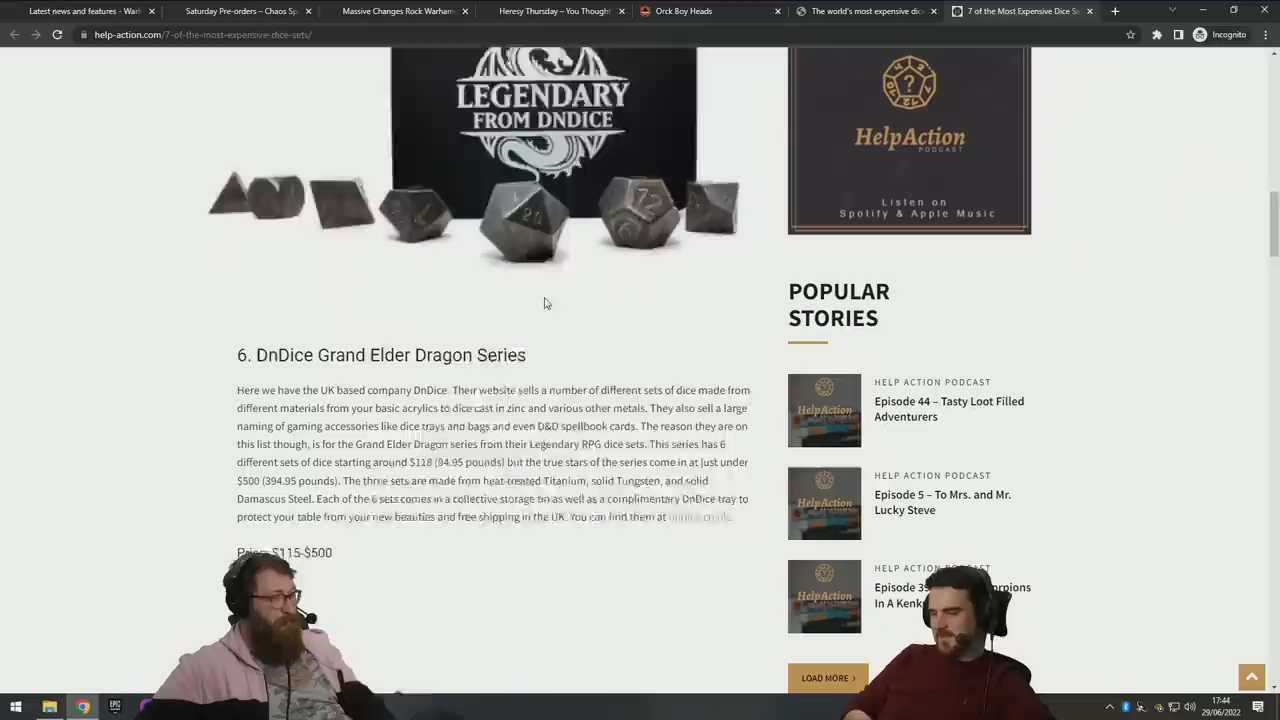 Latest news and features - Warh
Saturday Pre-orders – Chaos Sp
Massive Changes Rock Warham
Heresy Thursday – You Thought
Orck Boy Heads
The world's most expensive dic
7 of the Most Expensive Dice Se
help-action.com/7-of-the-most-expensive-dice-sets/
Incognito
LEGENDARY
FROM DNDICE
20
12
HelpAction
PODCAST
Listen on
Spolify & Apple Music
POPULAR
STORIES
6. DnDice Grand Elder Dragon Series
Here we have the UK based company DnDice. Their website sells a number of different sets of dice made from
different materials from your basic acrylics to dice cast in zinc and various other metals. They also sell a large
naming of gaming accessories like dice trays and bags and even D&D spellbook cards. The reason they are on
this list though, is for the Grand Elder Dragon series from their Legendary RPG dice sets. This series has 6
different sets of dice starting around $118 (94.95 pounds) but the true stars of the series come in at just under
$500 (394.95 pounds). The three sets are made from heat-treated Titanium, solid Tungsten, and solid
Damascus Steel. Each of the 6 sets comes in a collective storage tin as well as a complimentary DnDice tray to
protect your table from your new beauties and free shipping in the UK. You can find them at
Price: $115-$500
HELP ACTION PODCAST
Episode 44 – Tasty Loot Filled
Adventurers
HelpAction
HELP ACTION PODCAST
Episode 5 – To Mrs. and Mr.
Lucky Steve
HelpAction
HELP ACTION PODCAST
Episode 39
In A Kenk
HelpAction
LOAD MORE >
EPIC
17:44
29/06/2022